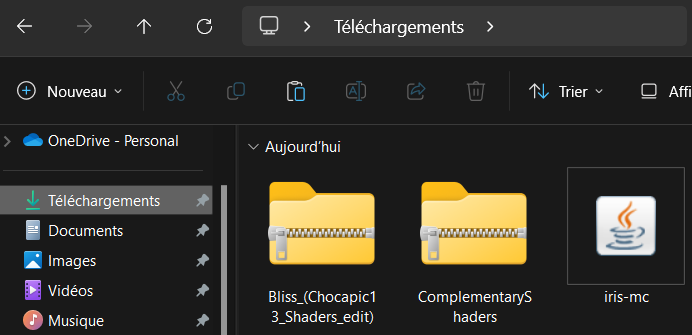 Téléchargements
Nouveau
Trier
Affi
OneDrive - Personal
Aujourd'hui
Téléchargements
Documents
Images
Vidéos
Musique
Bliss_(Chocapic1
3_Shaders_edit)
ComplementaryS
haders
iris-mc